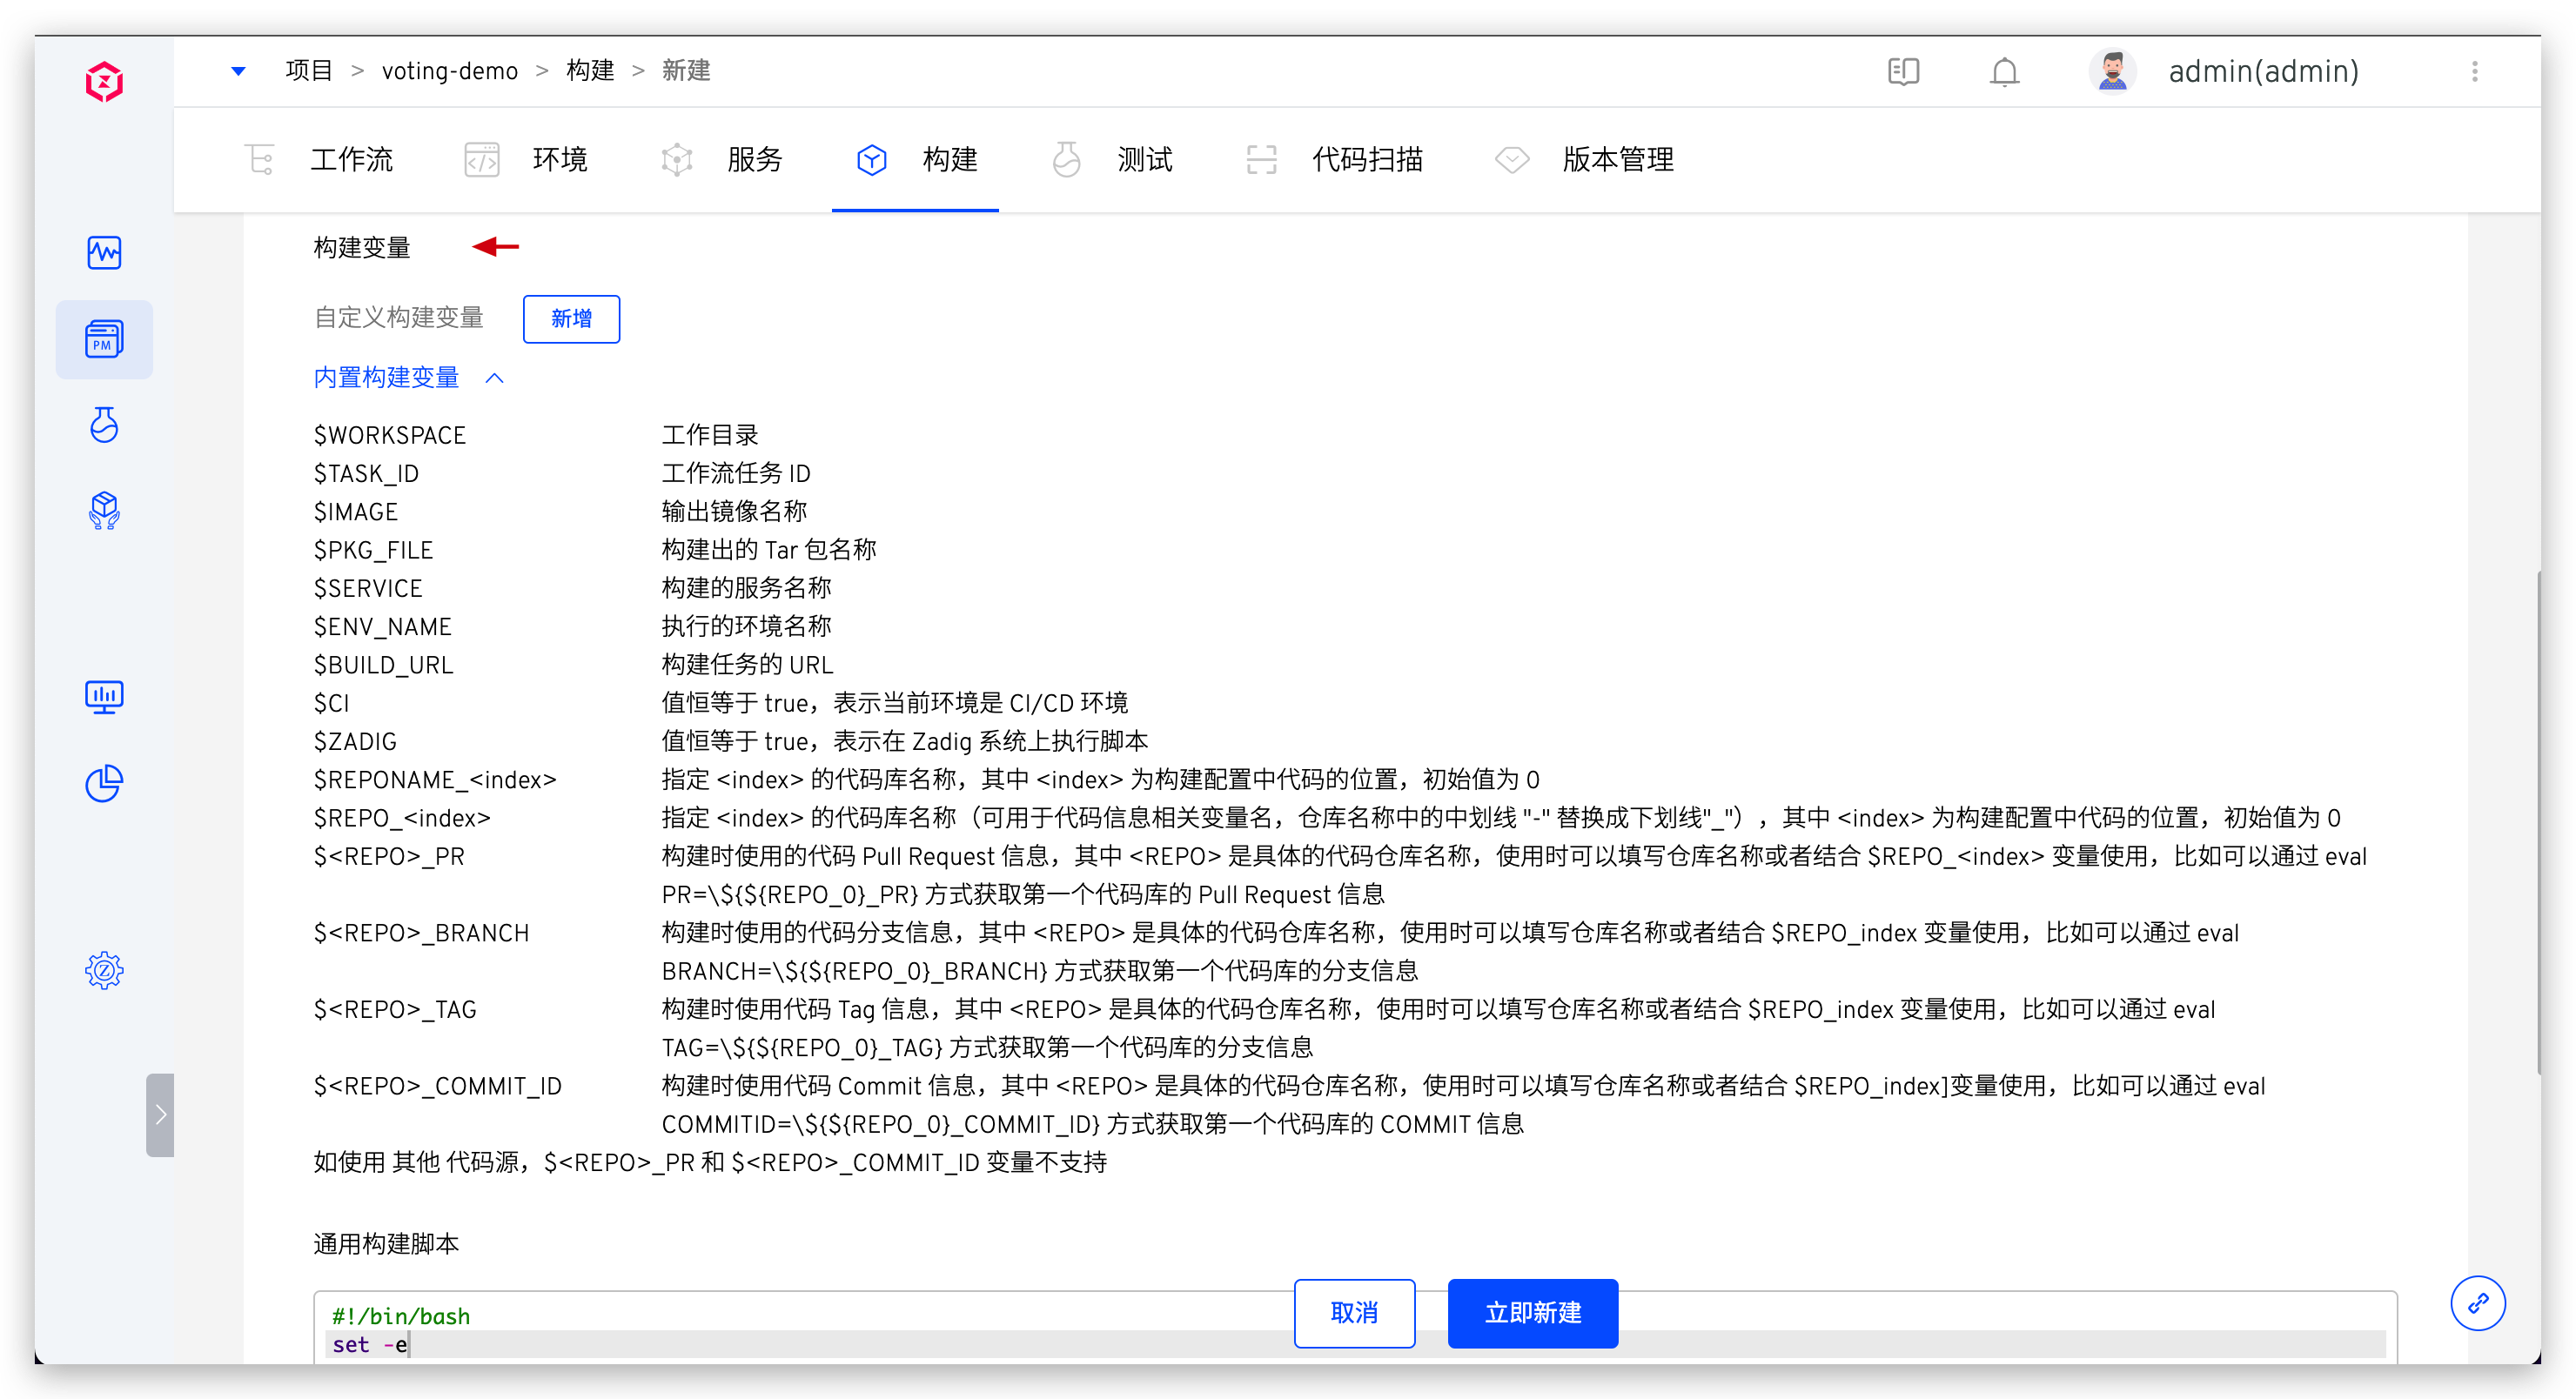 项目 > voting-demo > 构建 > 新建
admin(admin)
工作流 环境 服务 构建 测试 代码扫描 版本管理
PM
构建变量
自定义构建变量 新增
内置构建变量
$WORKSPACE 工作目录
$TASK_ID 工作流任务 ID
$IMAGE 输出镜像名称
$PKG_FILE 构建出的 Tar 包名称
$SERVICE 构建的服务名称
$ENV_NAME 执行的环境名称
$BUILD_URL 构建任务的 URL
$CI 值恒等于 true，表示当前环境是 CI/CD 环境
$ZADIG 值恒等于 true，表示在 Zadig 系统上执行脚本
$REPONAME_<index> 指定 <index> 的代码库名称，其中 <index> 为构建配置中代码的位置，初始值为 0
$REPO_<index> 指定 <index> 的代码库名称（可用于代码信息相关变量名，仓库名称中的中划线 "-" 替换成下划线"_"），其中 <index> 为构建配置中代码的位置，初始值为 0
$<REPO>_PR 构建时使用的代码 Pull Request 信息，其中 <REPO> 是具体的代码仓库名称，使用时可以填写仓库名称或者结合 $REPO_<index> 变量使用，比如可以通过 eval
PR=\${${REPO_0}_PR} 方式获取第一个代码库的 Pull Request 信息
$<REPO>_BRANCH 构建时使用的代码分支信息，其中 <REPO> 是具体的代码仓库名称，使用时可以填写仓库名称或者结合 $REPO_index 变量使用，比如可以通过 eval
BRANCH=\${${REPO_0}_BRANCH} 方式获取第一个代码库的分支信息
$<REPO>_TAG 构建时使用代码 Tag 信息，其中 <REPO> 是具体的代码仓库名称，使用时可以填写仓库名称或者结合 $REPO_index 变量使用，比如可以通过 eval
TAG=\${${REPO_0}_TAG} 方式获取第一个代码库的分支信息
$<REPO>_COMMIT_ID 构建时使用代码 Commit 信息，其中 <REPO> 是具体的代码仓库名称，使用时可以填写仓库名称或者结合 $REPO_index]变量使用，比如可以通过 eval
COMMITID=\${${REPO_0}_COMMIT_ID} 方式获取第一个代码库的 COMMIT 信息
如使用 其他 代码源，$<REPO>_PR 和 $<REPO>_COMMIT_ID 变量不支持
通用构建脚本
#!/bin/bash
set -e
取消 立即新建